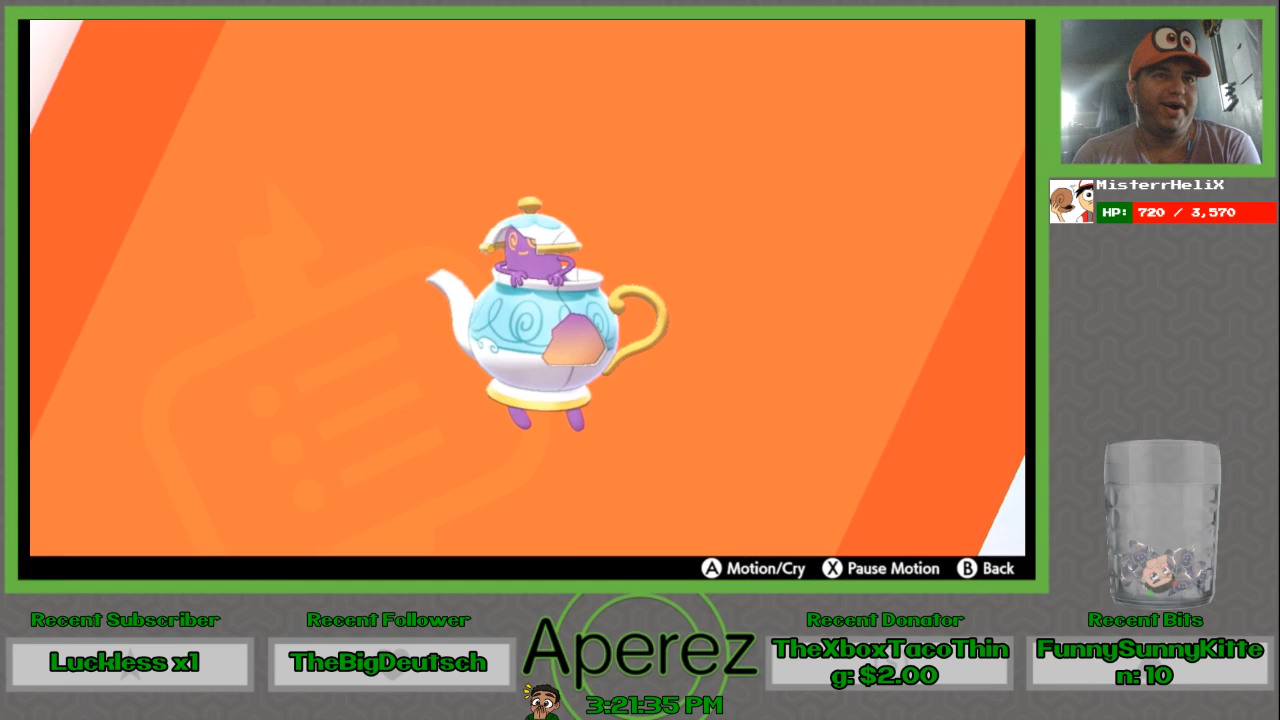 MisterrHeliX
HP: 720 / 3,570
A Motion/Cry X Pause Motion B Back
Recent Subscriber
Luckless x1
Recent Follower
TheBigDeutsch
Aperez
3:21:35 PM
Recent Donator
TheXboxTacoThin
g: $2.00
Recent Bits
FunnySunnyKitte
n: 10